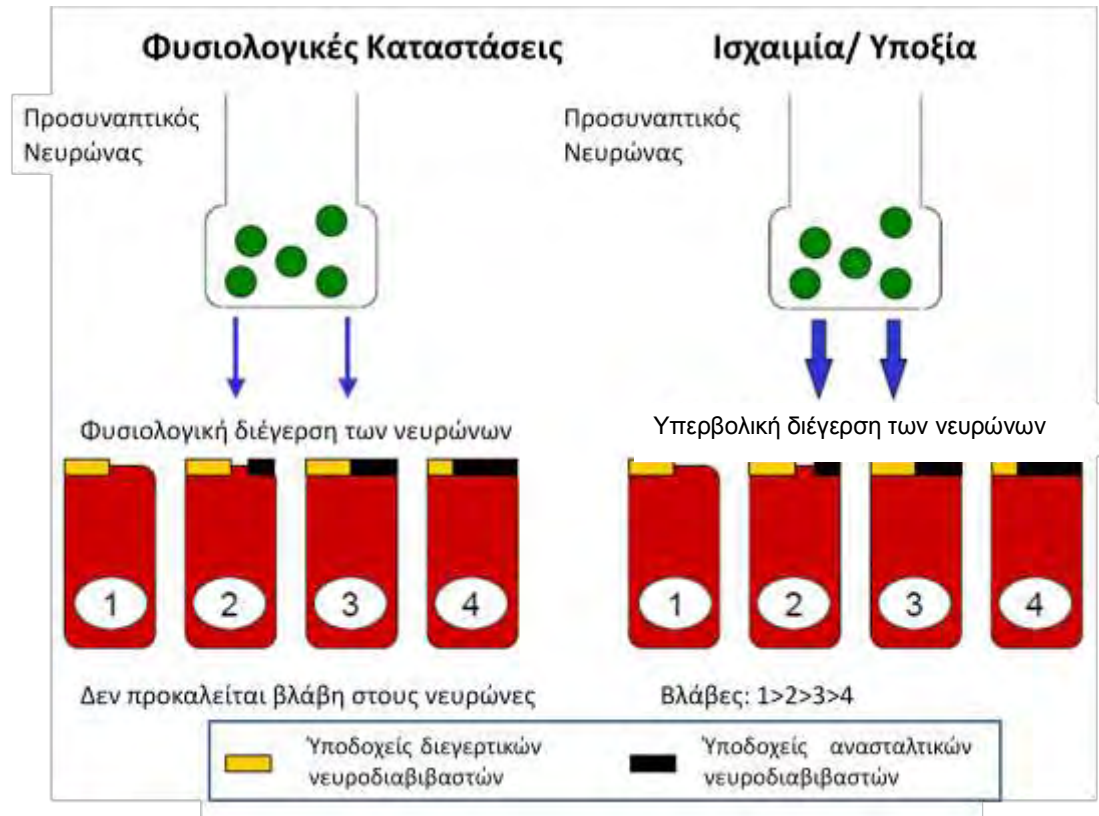 Φυσιολογικές Καταστάσεις
Ισχαιμία/ Υποξία
Προσυναπτικός
Νευρώνας
Προσυναπτικός
Νευρώνας
Φυσιολογική διέγερση των νευρώνων
Υπερβολική διέγερση των νευρώνων
1 2 3 4
1 2 3 4
Δεν προκαλείται βλάβη στους νευρώνες
Βλάβες: 1>2>3>4
Ύποδοχείς διεγερτικών
νευροδιαβιβαστών
Ύποδοχείς ανασταλτικών
νευροδιαβιβαστών